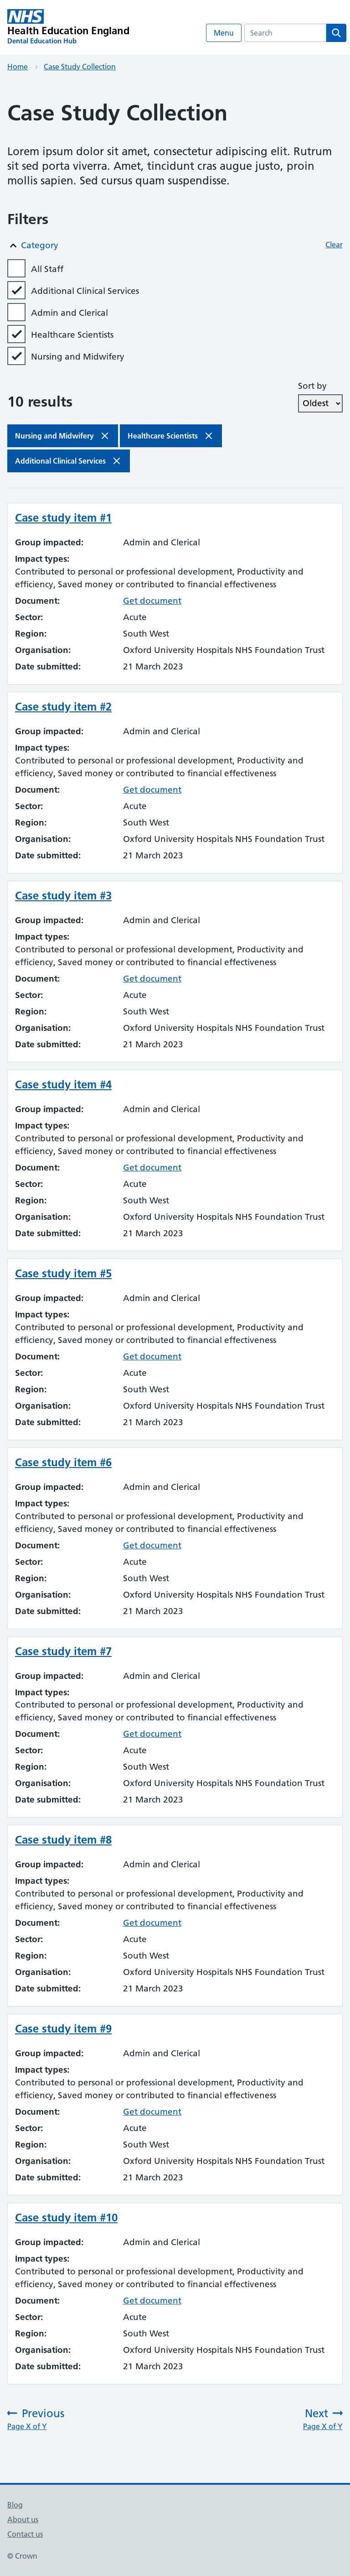 NHS
Health Education England
Dental Education Hub
Menu
Search
Home
Case Study Collection
Case Study Collection
Lorem ipsum dolor sit amet, consectetur adipiscing elit. Rutrum
sit sed porta viverra. Amet, tincidunt cras augue justo, proin
mollis sapien. Sed cursus quam suspendisse.
Filters
Category
Clear
All Staff
Additional Clinical Services
Admin and Clerical
Healthcare Scientists
Nursing and Midwifery
10 results
Sort by
Oldest
Nursing and Midwifery
Healthcare Scientists
Additional Clinical Services
Case study item #1
Group impacted: Admin and Clerical
Impact types:
Contributed to personal or professional development, Productivity and
efficiency, Saved money or contributed to financial effectiveness
Document: Get document
Sector: Acute
Region: South West
Organisation: Oxford University Hospitals NHS Foundation Trust
Date submitted: 21 March 2023
Case study item #2
Group impacted: Admin and Clerical
Impact types:
Contributed to personal or professional development, Productivity and
efficiency, Saved money or contributed to financial effectiveness
Document: Get document
Sector: Acute
Region: South West
Organisation: Oxford University Hospitals NHS Foundation Trust
Date submitted: 21 March 2023
Case study item #3
Group impacted: Admin and Clerical
Impact types:
Contributed to personal or professional development, Productivity and
efficiency, Saved money or contributed to financial effectiveness
Document: Get document
Sector: Acute
Region: South West
Organisation: Oxford University Hospitals NHS Foundation Trust
Date submitted: 21 March 2023
Case study item #4
Group impacted: Admin and Clerical
Impact types:
Contributed to personal or professional development, Productivity and
efficiency, Saved money or contributed to financial effectiveness
Document: Get document
Sector: Acute
Region: South West
Organisation: Oxford University Hospitals NHS Foundation Trust
Date submitted: 21 March 2023
Case study item #5
Group impacted: Admin and Clerical
Impact types:
Contributed to personal or professional development, Productivity and
efficiency, Saved money or contributed to financial effectiveness
Document: Get document
Sector: Acute
Region: South West
Organisation: Oxford University Hospitals NHS Foundation Trust
Date submitted: 21 March 2023
Case study item #6
Group impacted: Admin and Clerical
Impact types:
Contributed to personal or professional development, Productivity and
efficiency, Saved money or contributed to financial effectiveness
Document: Get document
Sector: Acute
Region: South West
Organisation: Oxford University Hospitals NHS Foundation Trust
Date submitted: 21 March 2023
Case study item #7
Group impacted: Admin and Clerical
Impact types:
Contributed to personal or professional development, Productivity and
efficiency, Saved money or contributed to financial effectiveness
Document: Get document
Sector: Acute
Region: South West
Organisation: Oxford University Hospitals NHS Foundation Trust
Date submitted: 21 March 2023
Case study item #8
Group impacted: Admin and Clerical
Impact types:
Contributed to personal or professional development, Productivity and
efficiency, Saved money or contributed to financial effectiveness
Document: Get document
Sector: Acute
Region: South West
Organisation: Oxford University Hospitals NHS Foundation Trust
Date submitted: 21 March 2023
Case study item #9
Group impacted: Admin and Clerical
Impact types:
Contributed to personal or professional development, Productivity and
efficiency, Saved money or contributed to financial effectiveness
Document: Get document
Sector: Acute
Region: South West
Organisation: Oxford University Hospitals NHS Foundation Trust
Date submitted: 21 March 2023
Case study item #10
Group impacted: Admin and Clerical
Impact types:
Contributed to personal or professional development, Productivity and
efficiency, Saved money or contributed to financial effectiveness
Document: Get document
Sector: Acute
Region: South West
Organisation: Oxford University Hospitals NHS Foundation Trust
Date submitted: 21 March 2023
Previous
Page X of Y
Next
Page X of Y
Blog
About us
Contact us
© Crown